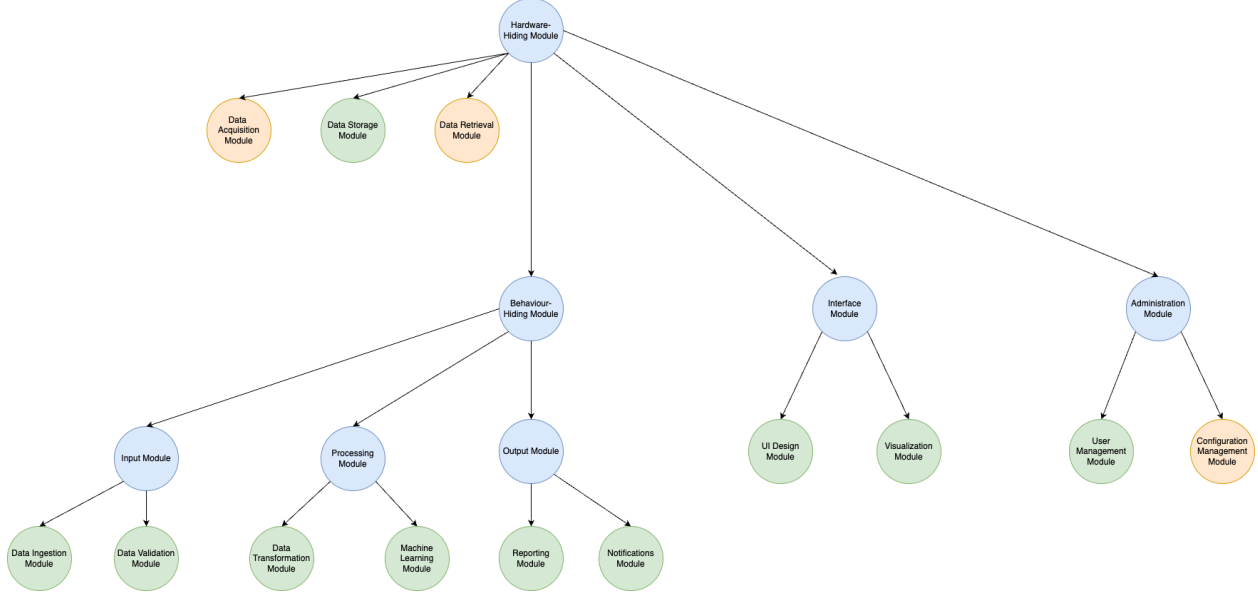 Hardware-
Hiding Module
Data
Acquisition
Module
Data Storage
Module
Data Retrieval
Module
Behaviour-
Hiding Module
Interface
Module
Administration
Module
Input Module
Processing
Module
Output Module
UI Design
Module
Visualization
Module
User
Management
Module
Configuration
Management
Module
Data Ingestion
Module
Data Validation
Module
Data
Transformation
Module
Machine
Learning
Module
Reporting
Module
Notifications
Module